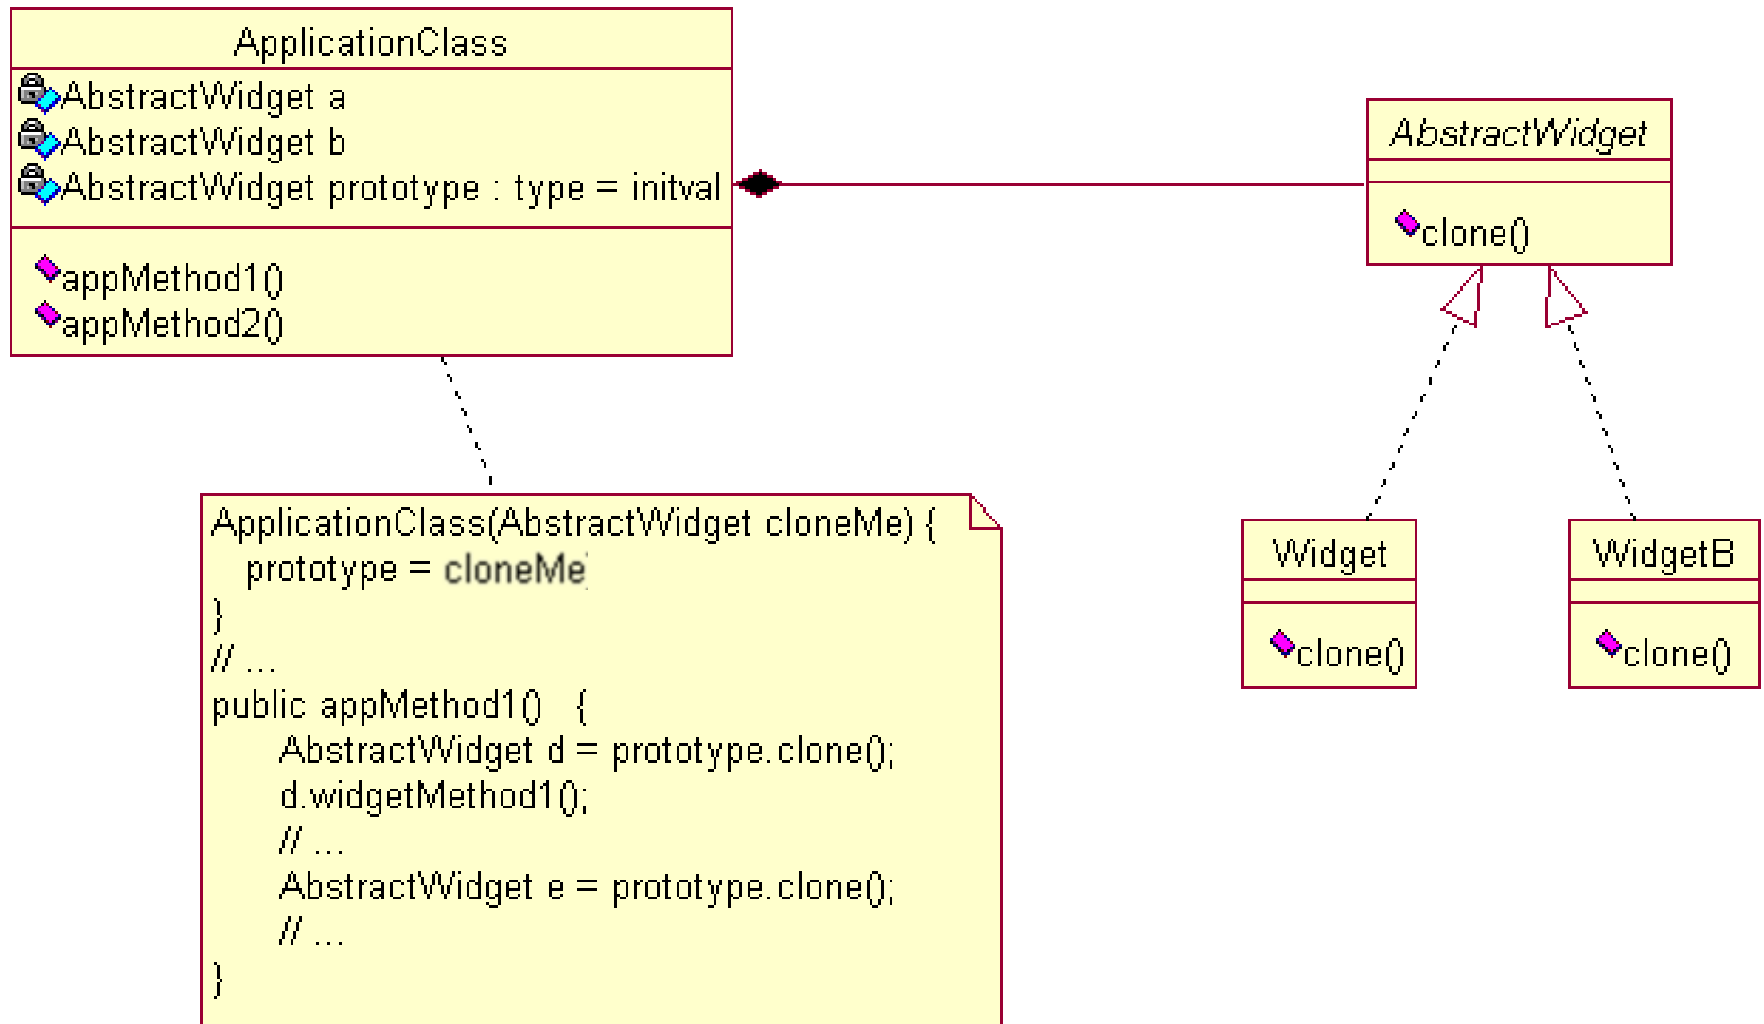 ApplicationClass
AbstractWidget a
AbstractWidget b
AbstractWidget prototype : type = initval
appMethod1()
appMethod2()
AbstractWidget
clone()
ApplicationClass(AbstractWidget cloneMe) {
prototype = cloneMe
}
// ...
public appMethod1() {
AbstractWidget d = prototype.clone();
d.widgetMethod1();
// ...
AbstractWidget e = prototype.clone();
// ...
}
Widget
clone()
WidgetB
clone()